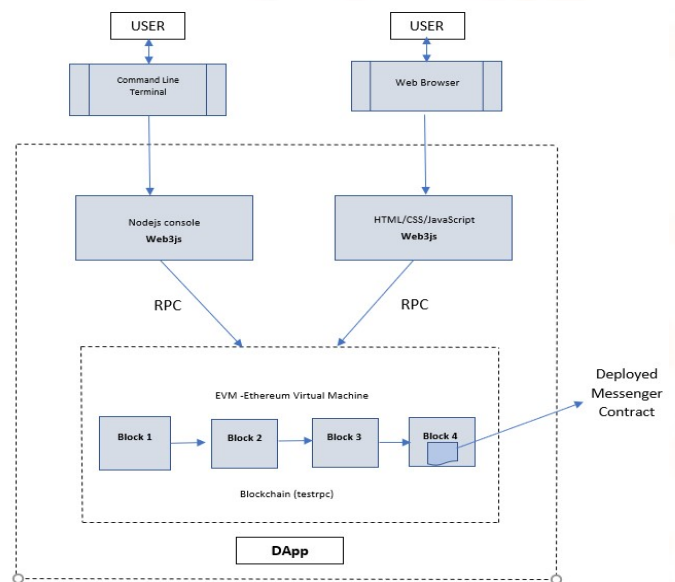 USER
USER
Command Line
Terminal
Web Browser
Nodejs console
Web3js
HTML/CSS/JavaScript
Web3js
RPC
RPC
EVM -Ethereum Virtual Machine
Block 1
Block 2
Block 3
Block 4
Blockchain (testrpc)
Deployed
Messenger
Contract
DApp